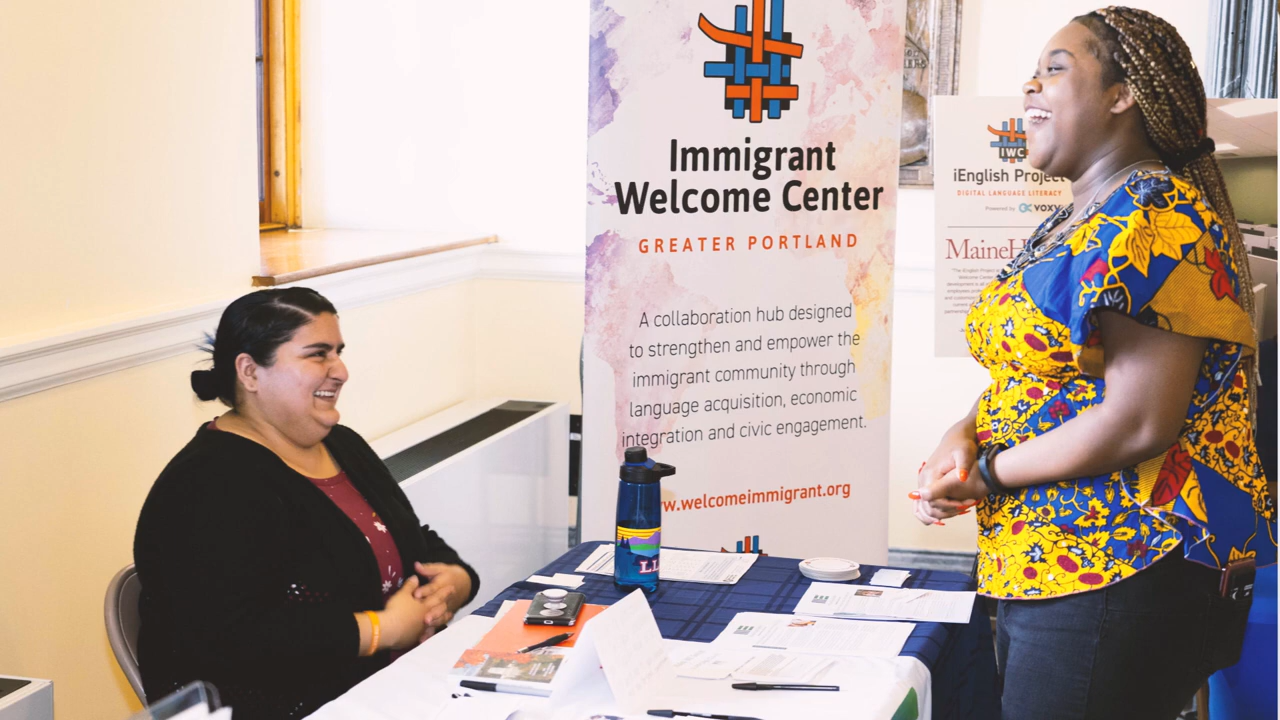 Immigrant
Welcome Center
GREATER PORTLAND
A collaboration hub designed
to strengthen and empower the
immigrant community through
language acquisition, economic
integration and civic engagement.
www.welcomeimmigrant.org
IWC
iEnglish Project
DIGITAL LANGUAGE LITERACY
Powered by VOXY
MaineH